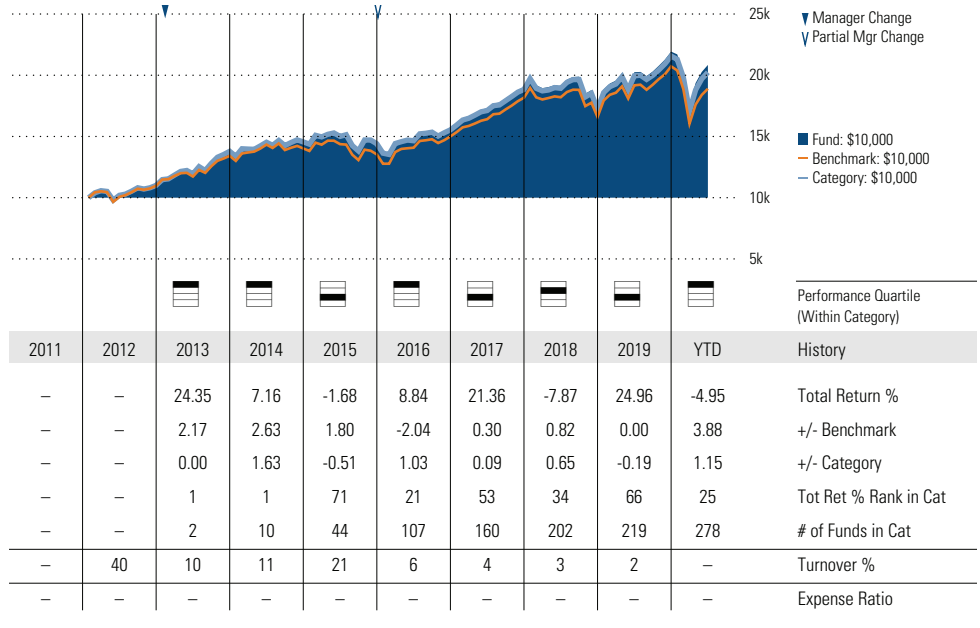 25k
▼ Manager Change
∨ Partial Mgr Change
20k
15k
Fund: $10,000
Benchmark: $10,000
Category: $10,000
10k
5k
Performance Quartile
(Within Category)
2011 2012 2013 2014 2015 2016 2017 2018 2019 YTD History
– – 24.35 7.16 -1.68 8.84 21.36 -7.87 24.96 -4.95 Total Return %
– – 2.17 2.63 1.80 -2.04 0.30 0.82 0.00 3.88 +/- Benchmark
– – 0.00 1.63 -0.51 1.03 0.09 0.65 -0.19 1.15 +/- Category
– – 1 1 71 21 53 34 66 25 Tot Ret % Rank in Cat
– – 2 10 44 107 160 202 219 278 # of Funds in Cat
– 40 10 11 21 6 4 3 2 – Turnover %
– – – – – – – – – – Expense Ratio